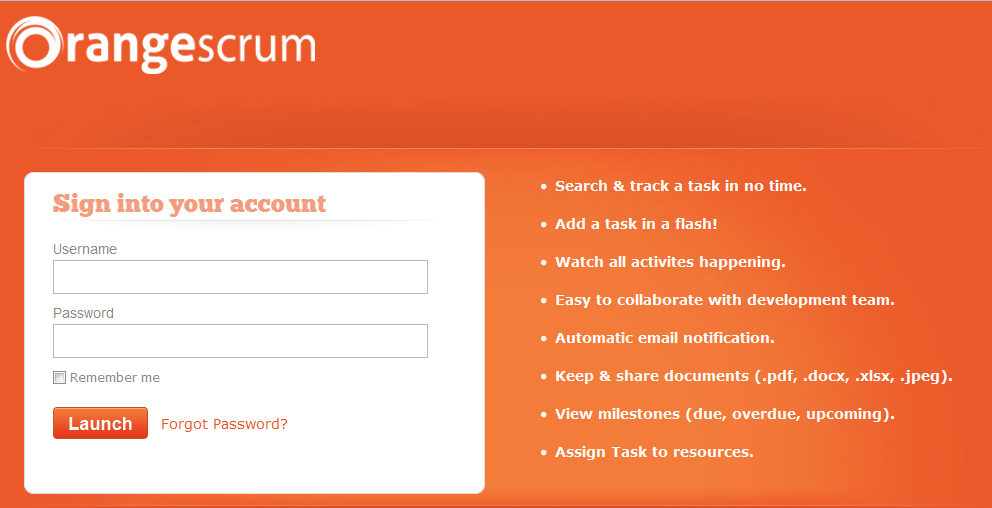 Orangescrum
Sign into your account
Username
Password
Remember me
Launch Forgot Password?
• Search & track a task in no time.
• Add a task in a flash!
• Watch all activites happening.
• Easy to collaborate with development team.
• Automatic email notification.
• Keep & share documents (.pdf, .docx, .xlsx, .jpeg).
• View milestones (due, overdue, upcoming).
• Assign Task to resources.